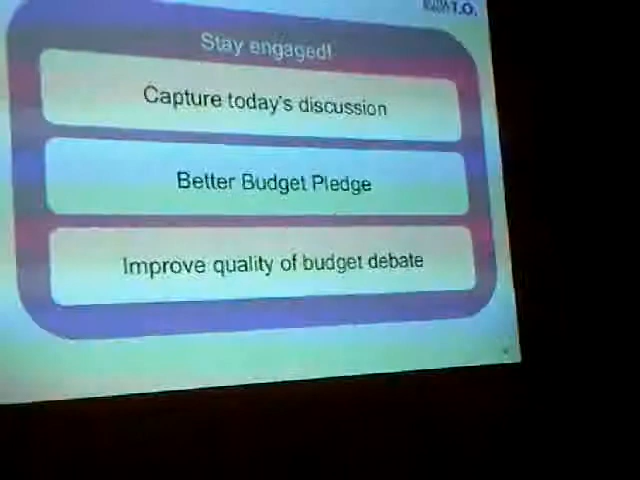 T.O.
Stay engaged!
Capture today's discussion
Better Budget Pledge
Improve quality of budget debate